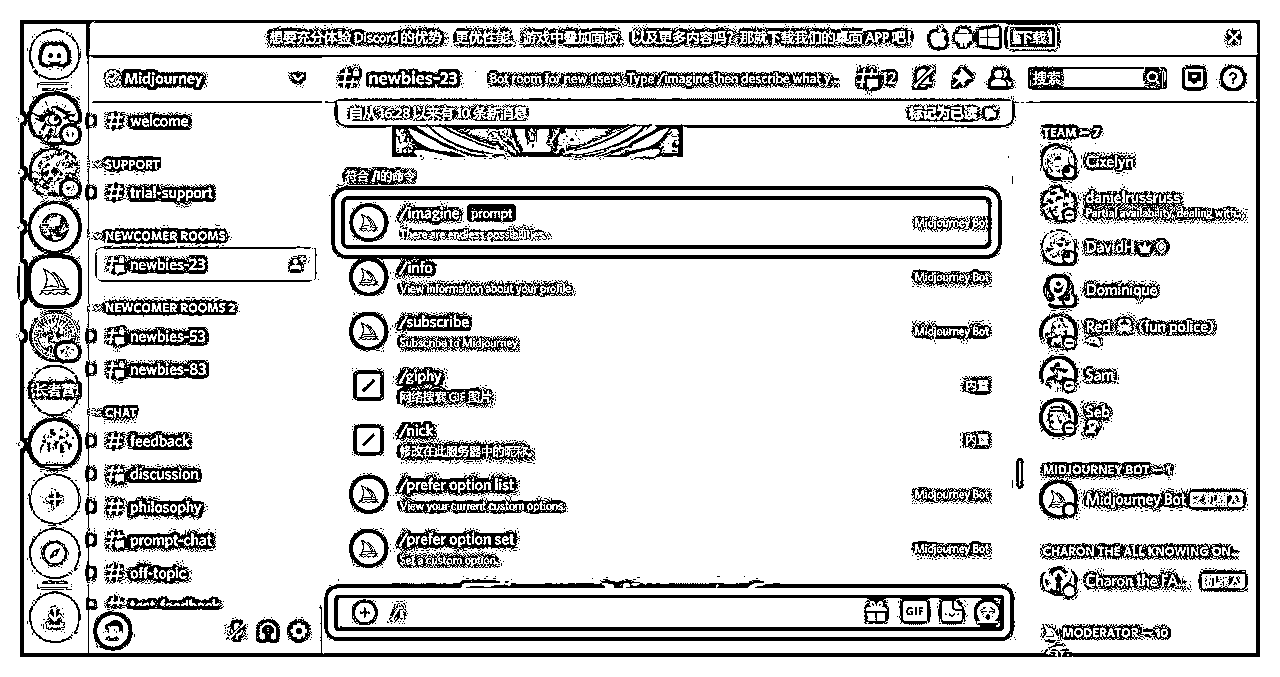 想要充分体验 Discord 的优势：更优性能、游戏中叠加面板，以及更多内容吗？那就下载我们的桌面 APP 吧！
下载
Midjourney
newbies-23
Bot room for new users. Type /imagine then describe what y...
12
搜索
welcome
SUPPORT
trial-support
NEWCOMER ROOMS
newbies-23
NEWCOMER ROOMS 2
newbies-53
newbies-83
CHAT
feedback
discussion
philosophy
prompt-chat
off-topic
自从 16:28 以来有 10 条新消息
标记为已读
符合 / 的命令
/imagine prompt
There are endless possibilities...
Midjourney Bot
/info
View information about your profile.
Midjourney Bot
/subscribe
Subscribe to Midjourney
Midjourney Bot
/giphy
网络搜索 GIF 图片
内置
/nick
修改在此服务器中的昵称。
内置
/prefer option list
View your current custom options.
Midjourney Bot
/prefer option set
Set a custom option.
Midjourney Bot
/
GIF
TEAM — 7
Cixelyn
danielrussruss
Partial availability, dealing with...
DavidH
Dominique
Red (fun police)
Sam
Seb
MIDJOURNEY BOT — 1
Midjourney Bot
CHARON THE ALL KNOWING ON...
Charon the FA...
机器人
MODERATOR — 10